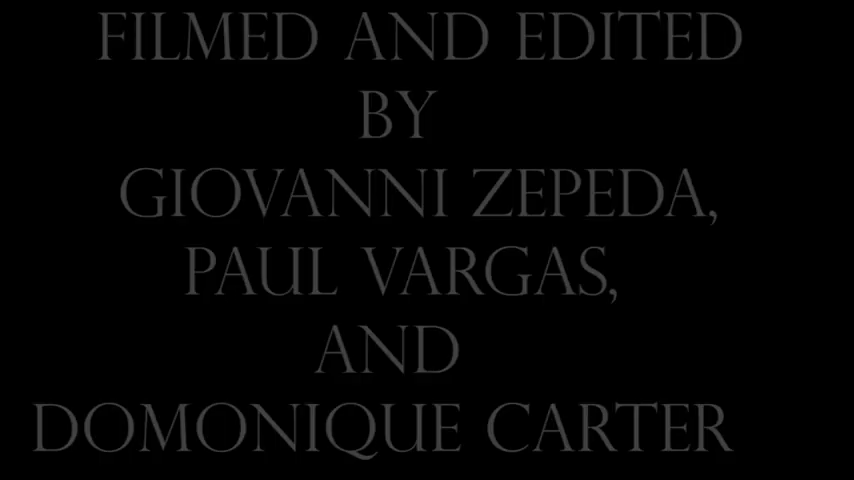 FILMED AND EDITED
BY
GIOVANNI ZEPEDA,
PAUL VARGAS,
AND
DOMONIQUE CARTER